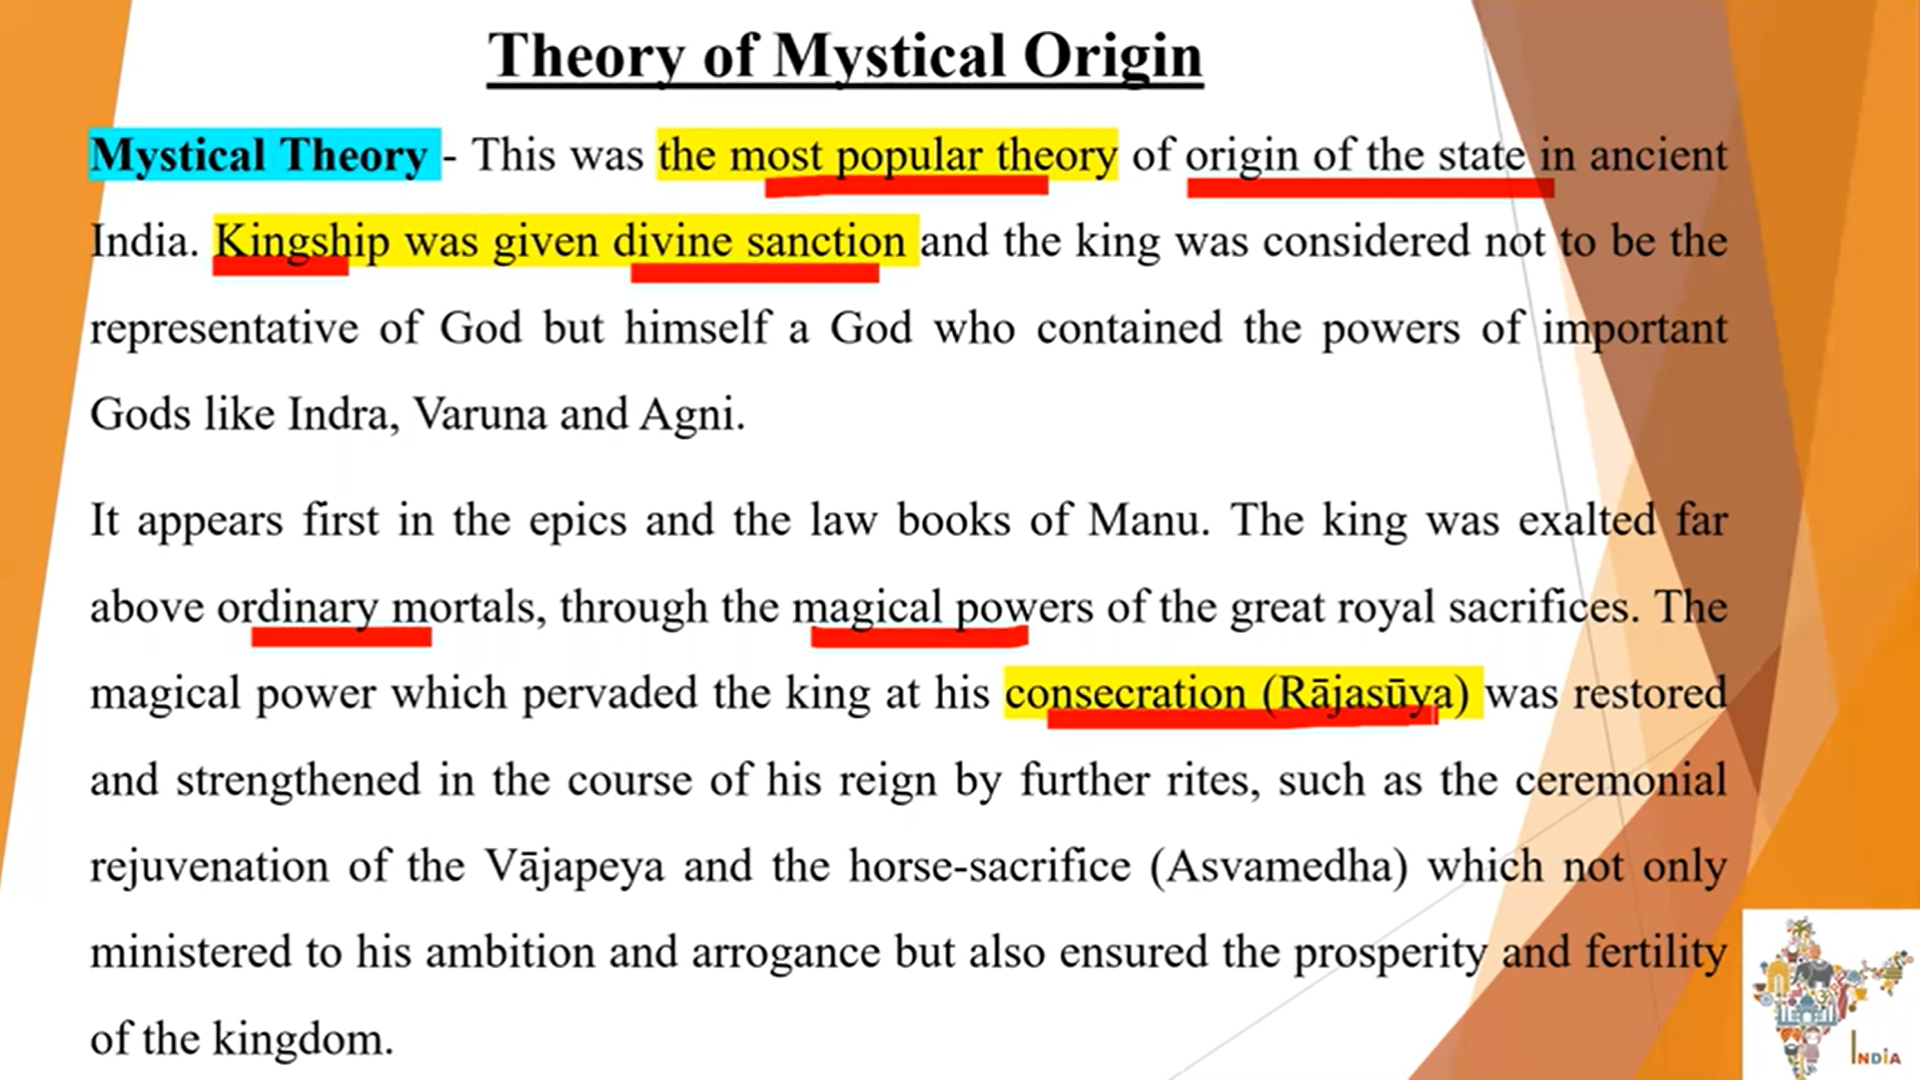 Theory of Mystical Origin
Mystical Theory - This was the most popular theory of origin of the state in ancient
India. Kingship was given divine sanction and the king was considered not to be the
representative of God but himself a God who contained the powers of important
Gods like Indra, Varuna and Agni.
It appears first in the epics and the law books of Manu. The king was exalted far
above ordinary mortals, through the magical powers of the great royal sacrifices. The
magical power which pervaded the king at his consecration (Rājasūya) was restored
and strengthened in the course of his reign by further rites, such as the ceremonial
rejuvenation of the Vājapeya and the horse-sacrifice (Asvamedha) which not only
ministered to his ambition and arrogance but also ensured the prosperity and fertility
of the kingdom.
INDIA